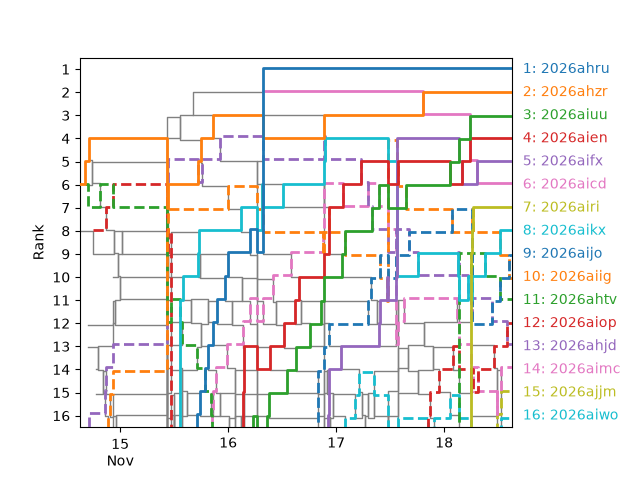 1
2
3
4
5
6
7
8
9
10
11
12
13
14
15
16
Rank
15
16
17
18
Nov
1: 2026ahru
2: 2026ahzr
3: 2026aiuu
4: 2026aien
5: 2026aifx
6: 2026aicd
7: 2026airi
8: 2026aikx
9: 2026aijo
10: 2026aiig
11: 2026ahtv
12: 2026aiop
13: 2026ahjd
14: 2026aimc
15: 2026ajjm
16: 2026aiwo